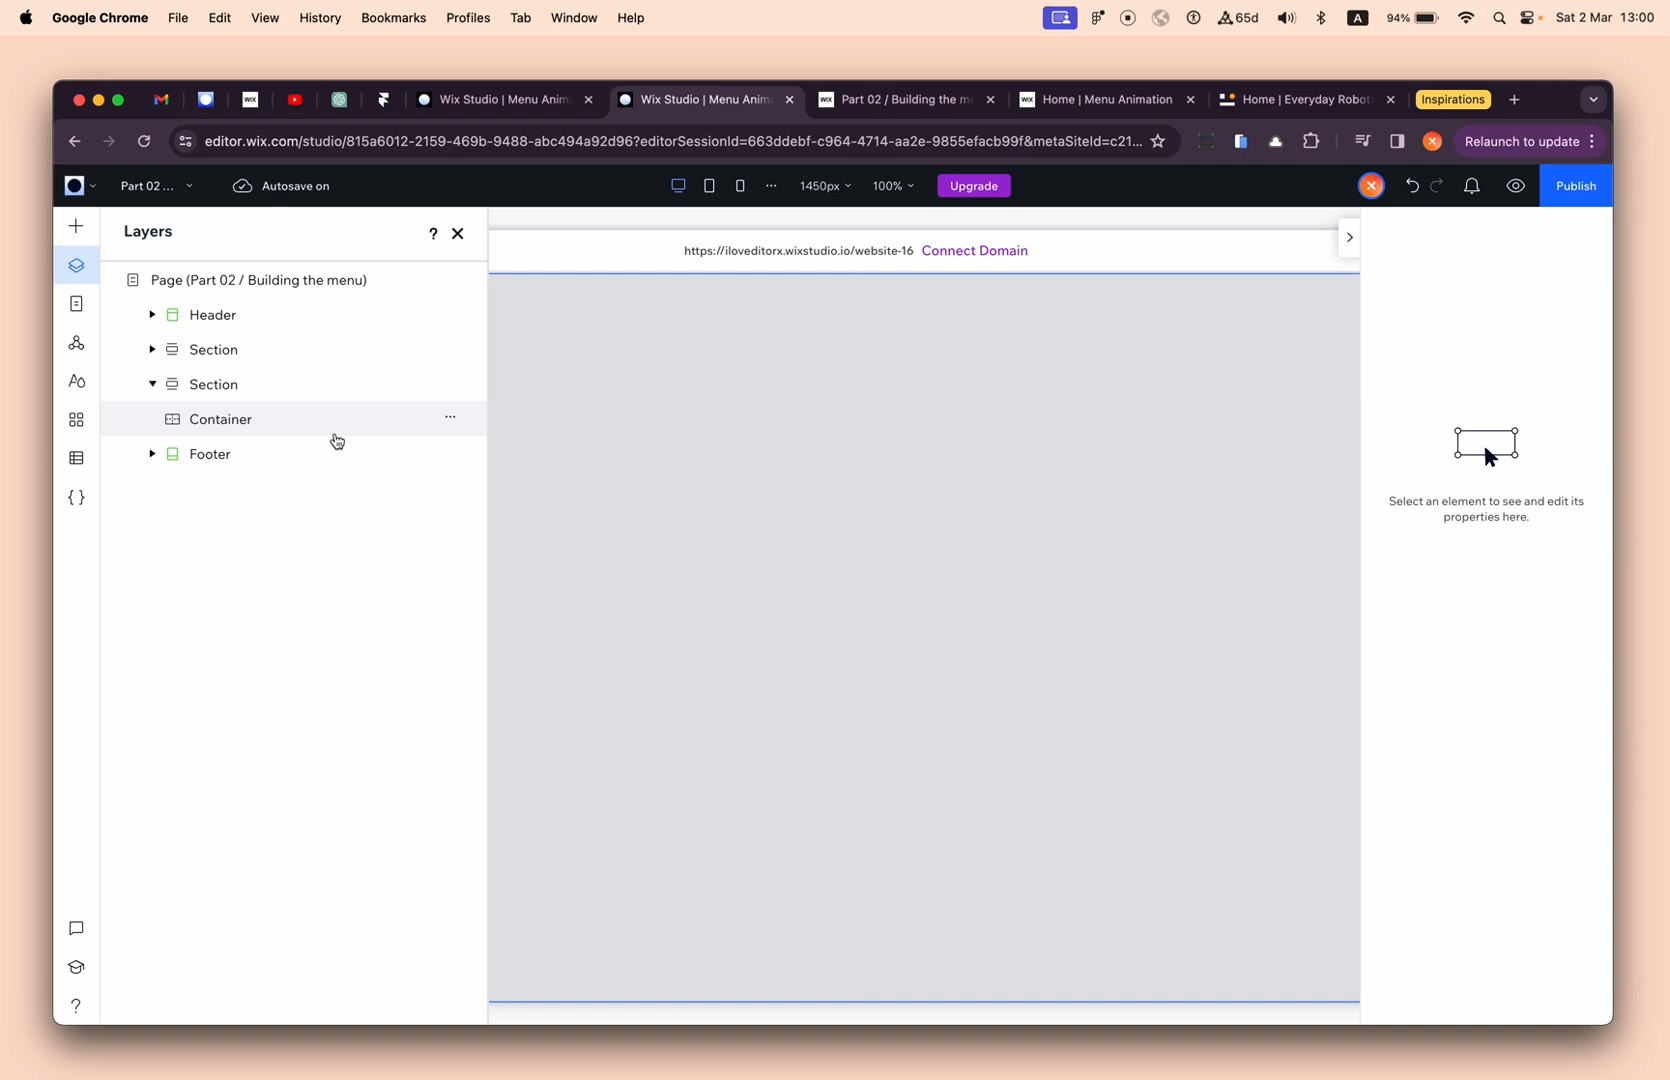 Google Chrome File Edit View History Bookmarks Profiles Tab Window Help 65d A 94% Sat 2 Mar 13:00
WIX Wix Studio | Menu Anim Wix Studio | Menu Anim WIX Part 02 / Building the m WIX Home | Menu Animation Home | Everyday Robot Inspirations
editor.wix.com/studio/815a6012-2159-469b-9488-abc494a92d96?editorSessionId=663ddebf-c964-4714-aa2e-9855efacb99f&metaSiteId=c21... Relaunch to update
Part 02 ... Autosave on ... 1450px 100% Upgrade Publish
Layers ?
https://iloveditorx.wixstudio.io/website-16 Connect Domain
Page (Part 02 / Building the menu)
Header
Section
Section
Container ...
Footer
Select an element to see and edit its
properties here.
?